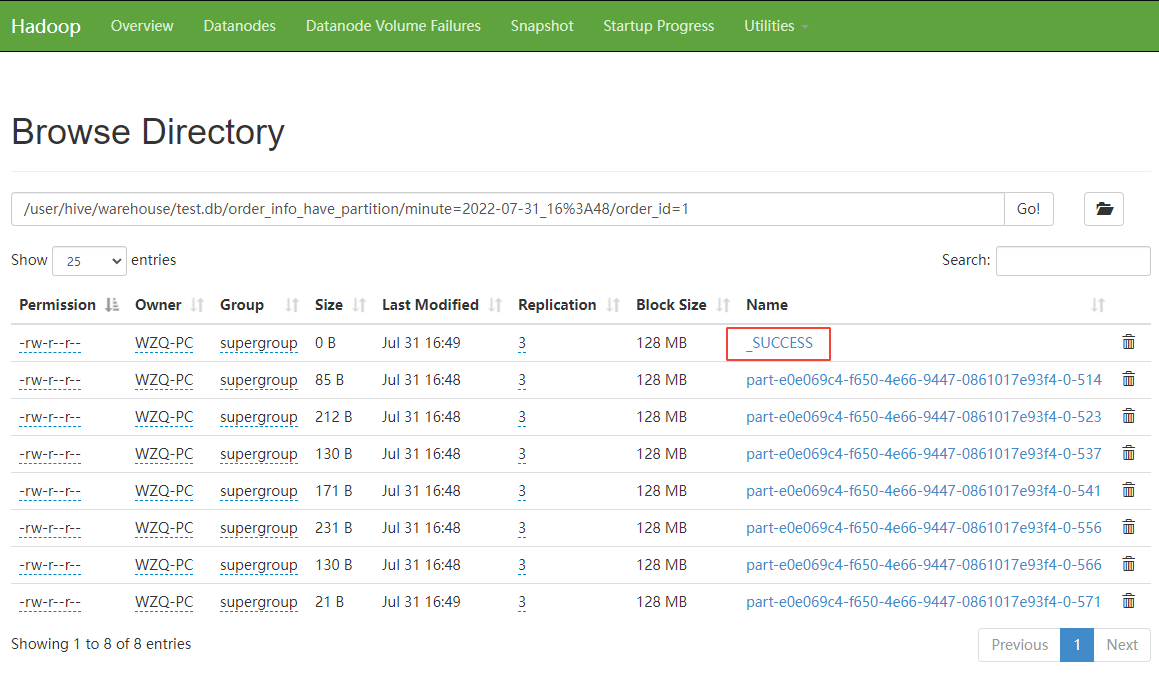 Hadoop Overview Datanodes Datanode Volume Failures Snapshot Startup Progress Utilities
Browse Directory
/user/hive/warehouse/test.db/order_info_have_partition/minute=2022-07-31_16%3A48/order_id=1 Go!
Show 25 entries Search:
Permission Owner Group Size Last Modified Replication Block Size Name
-rw-r--r-- WZQ-PC supergroup 0 B Jul 31 16:49 3 128 MB _SUCCESS
-rw-r--r-- WZQ-PC supergroup 85 B Jul 31 16:48 3 128 MB part-e0e069c4-f650-4e66-9447-0861017e93f4-0-514
-rw-r--r-- WZQ-PC supergroup 212 B Jul 31 16:48 3 128 MB part-e0e069c4-f650-4e66-9447-0861017e93f4-0-523
-rw-r--r-- WZQ-PC supergroup 130 B Jul 31 16:48 3 128 MB part-e0e069c4-f650-4e66-9447-0861017e93f4-0-537
-rw-r--r-- WZQ-PC supergroup 171 B Jul 31 16:48 3 128 MB part-e0e069c4-f650-4e66-9447-0861017e93f4-0-541
-rw-r--r-- WZQ-PC supergroup 231 B Jul 31 16:48 3 128 MB part-e0e069c4-f650-4e66-9447-0861017e93f4-0-556
-rw-r--r-- WZQ-PC supergroup 130 B Jul 31 16:48 3 128 MB part-e0e069c4-f650-4e66-9447-0861017e93f4-0-566
-rw-r--r-- WZQ-PC supergroup 21 B Jul 31 16:49 3 128 MB part-e0e069c4-f650-4e66-9447-0861017e93f4-0-571
Showing 1 to 8 of 8 entries Previous 1 Next